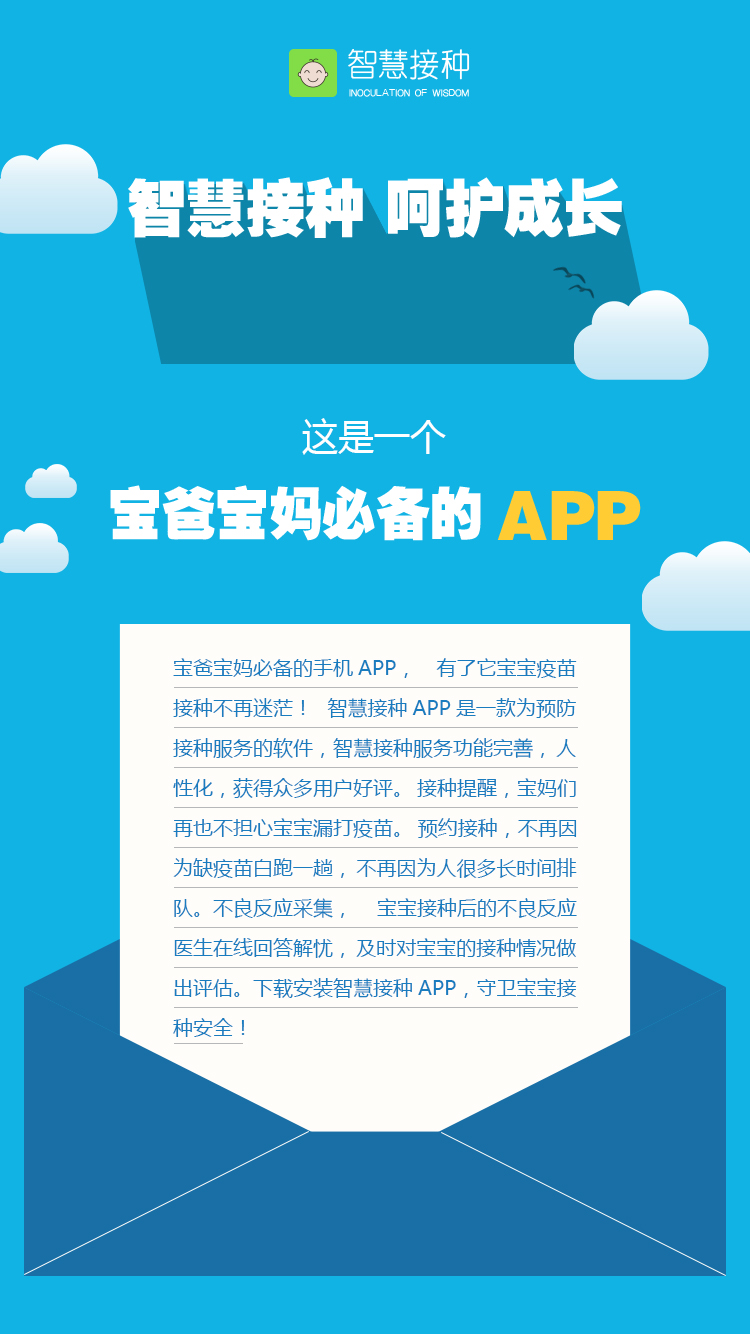 智慧接种
INOCULATION OF WISDOM
智慧接种 呵护成长
这是一个
宝爸宝妈必备的 APP
宝爸宝妈必备的手机 APP， 有了它宝宝疫苗
接种不再迷茫！ 智慧接种 APP 是一款为预防
接种服务的软件，智慧接种服务功能完善，人
性化，获得众多用户好评。 接种提醒，宝妈们
再也不担心宝宝漏打疫苗。 预约接种，不再因
为缺疫苗白跑一趟，不再因为人很多长时间排
队。不良反应采集， 宝宝接种后的不良反应
医生在线回答解忧，及时对宝宝的接种情况做
出评估。下载安装智慧接种 APP，守卫宝宝接
种安全！